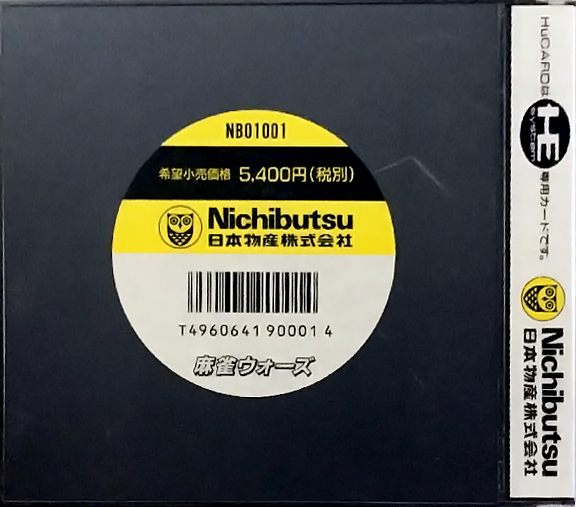 NB01001
希望小売価格 5,400円(税別)
Nichibutsu
日本物産株式会社
T4960641 90001 4
麻雀ウォーズ
HuCARDは HE SYSTEM 専用カードです。
Nichibutsu
日本物産株式会社